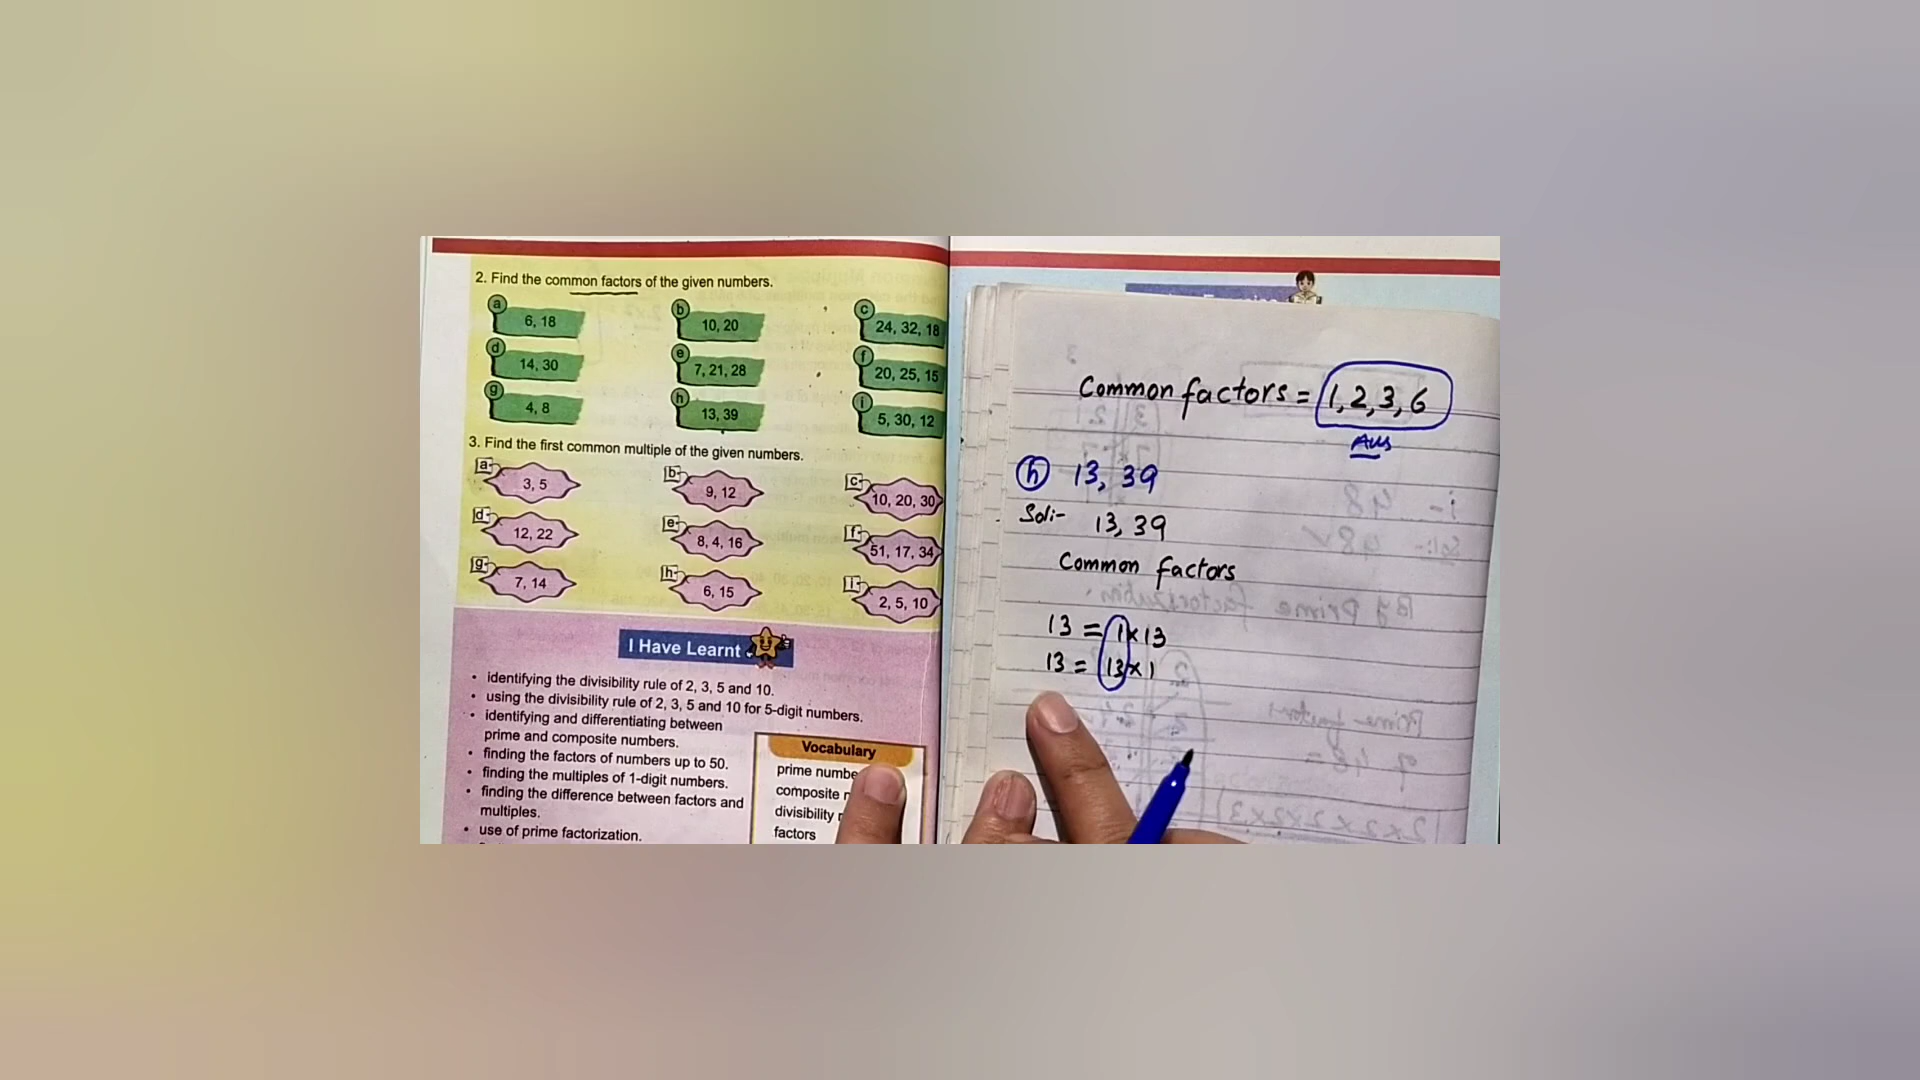 2. Find the common factors of the given numbers.
a 6, 18
b 10, 20
c 24, 32, 18
d 14, 30
e 7, 21, 28
f 20, 25, 15
g 4, 8
h 13, 39
i 5, 30, 12
3. Find the first common multiple of the given numbers.
a 3, 5
b 9, 12
c 10, 20, 30
d 12, 22
e 8, 4, 16
f 51, 17, 34
g 7, 14
h 6, 15
i 2, 5, 10
I Have Learnt
• identifying the divisibility rule of 2, 3, 5 and 10.
• using the divisibility rule of 2, 3, 5 and 10 for 5-digit numbers.
• identifying and differentiating between
prime and composite numbers.
• finding the factors of numbers up to 50.
• finding the multiples of 1-digit numbers.
• finding the difference between factors and
multiples.
• use of prime factorization.
Vocabulary
prime numbe
composite
divisibility
factors
Common factors = 1, 2, 3, 6
Ans
h 13, 39
Sol:- 13, 39
Common factors
13 = 1 x 13
13 = 13 x 1